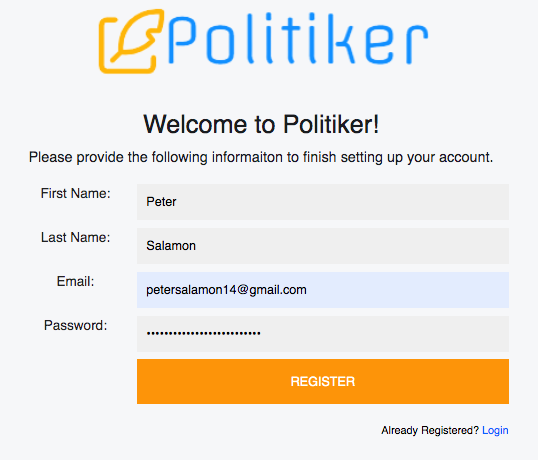 Politiker
Welcome to Politiker!
Please provide the following informaiton to finish setting up your account.
First Name: Peter
Last Name: Salamon
Email: petersalamon14@gmail.com
Password: ••••••••••••••••••••••••••
REGISTER
Already Registered? Login